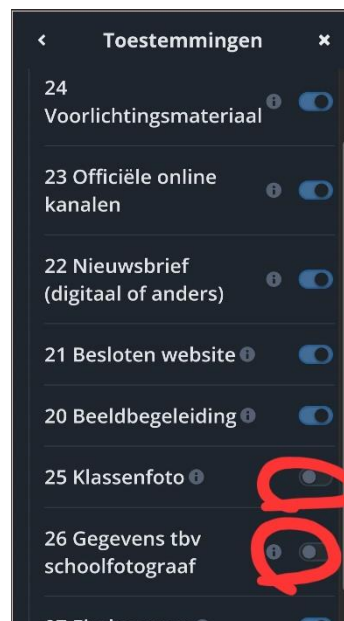 Toestemmingen
24
Voorlichtingsmateriaal
23 Officiële online
kanalen
22 Nieuwsbrief
(digitaal of anders)
21 Besloten website
20 Beeldbegeleiding
25 Klassenfoto
26 Gegevens tbv
schoolfotograaf